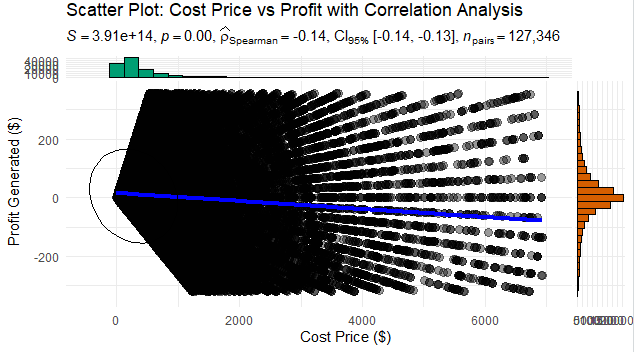 Scatter Plot: Cost Price vs Profit with Correlation Analysis
S = 3.91e+14, p = 0.00, ρ̂Spearman = -0.14, CI95% [-0.14, -0.13], npairs = 127,346
200
0
-200
Profit Generated ($)
0 2000 4000 6000
Cost Price ($)